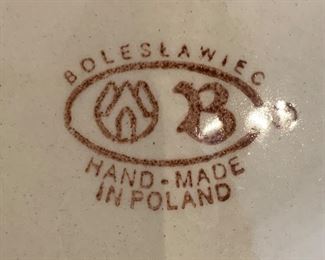 BOLESŁAWIEC
B
HAND-MADE
IN POLAND